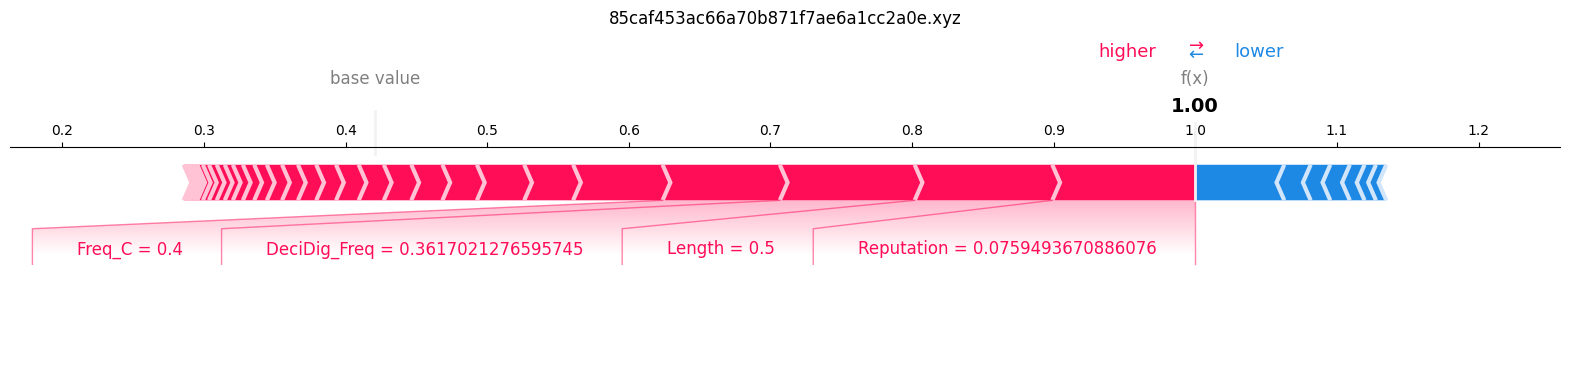 85caf453ac66a70b871f7ae6a1cc2a0e.xyz
higher ⇄ lower
base value f(x)
1.00
0.2 0.3 0.4 0.5 0.6 0.7 0.8 0.9 1.0 1.1 1.2
Freq_C = 0.4 DeciDig_Freq = 0.3617021276595745 Length = 0.5 Reputation = 0.0759493670886076